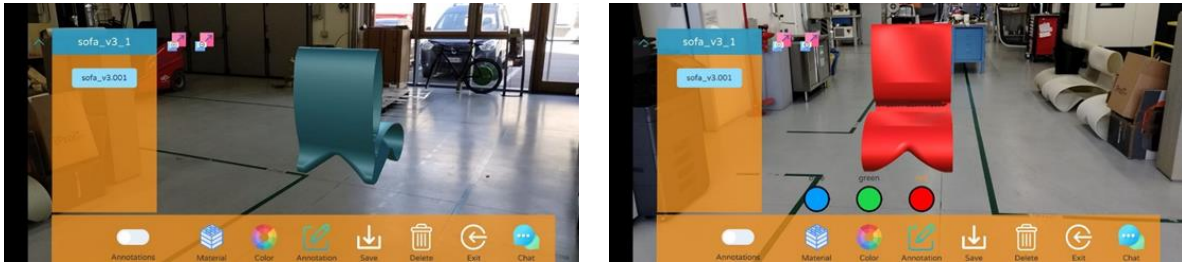 sofa_v3_1
sofa_v3.001
Annotations
Material
Color
Annotation
Save
Delete
Exit
Chat
sofa_v3_1
sofa_v3.001
green
red
Annotations
Material
Color
Annotation
Save
Delete
Exit
Chat